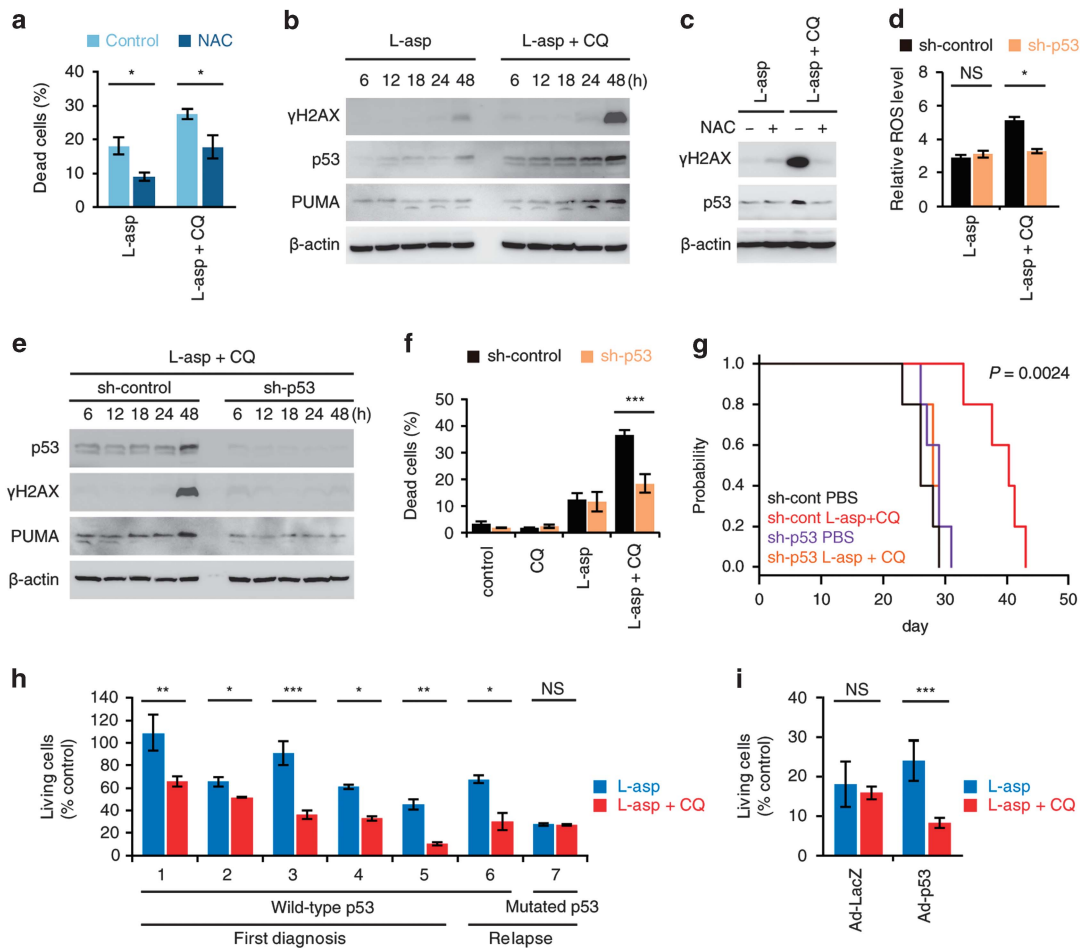 a
Control NAC
Dead cells (%)
40
30
20
10
0
* *
L-asp
L-asp + CQ
b
L-asp L-asp + CQ
6 12 18 24 48 6 12 18 24 48 (h)
γH2AX
p53
PUMA
β-actin
c
L-asp
L-asp + CQ
NAC – + – +
γH2AX
p53
β-actin
d
sh-control sh-p53
Relative ROS level
8
6
4
2
0
NS *
L-asp
L-asp + CQ
e
L-asp + CQ
sh-control sh-p53
6 12 18 24 48 6 12 18 24 48 (h)
p53
γH2AX
PUMA
β-actin
f
sh-control sh-p53
Dead cells (%)
50
40
30
20
10
0
***
control
CQ
L-asp
L-asp + CQ
g
Probability
1.0
0.8
0.6
0.4
0.2
0.0
P = 0.0024
sh-cont PBS
sh-cont L-asp+CQ
sh-p53 PBS
sh-p53 L-asp + CQ
0 10 20 30 40 50
day
h
Living cells
(% control)
140
120
100
80
60
40
20
0
** * *** * ** * NS
L-asp
L-asp + CQ
1 2 3 4 5 6 7
Wild-type p53 Mutated p53
First diagnosis Relapse
i
Living cells
(% control)
40
30
20
10
0
NS ***
L-asp
L-asp + CQ
Ad-LacZ
Ad-p53